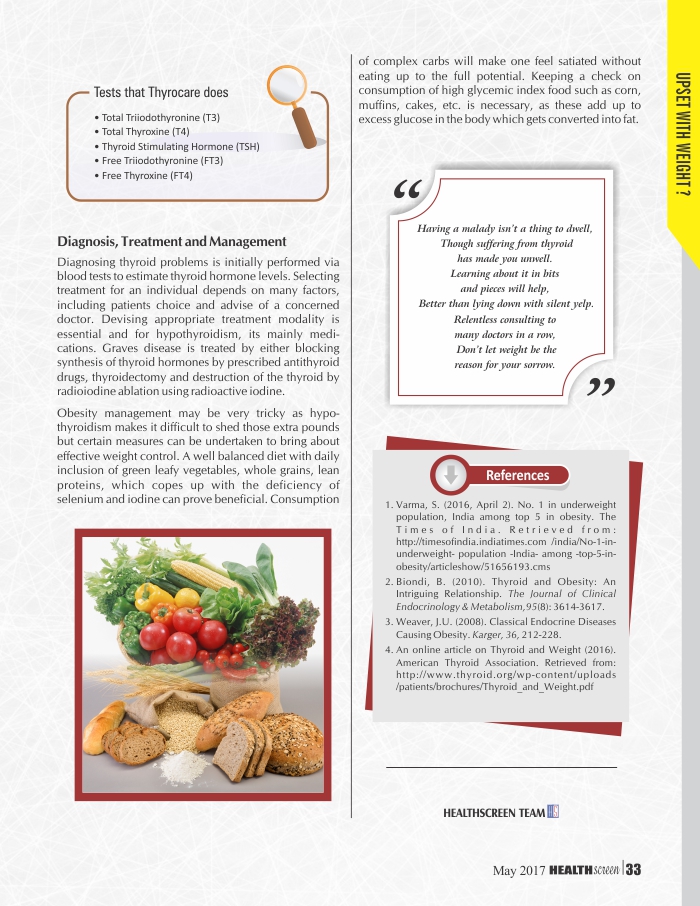 Tests that Thyrocare does
• Total Triiodothyronine (T3)
• Total Thyroxine (T4)
• Thyroid Stimulating Hormone (TSH)
• Free Triiodothyronine (FT3)
• Free Thyroxine (FT4)
Diagnosis, Treatment and Management
Diagnosing thyroid problems is initially performed via
blood tests to estimate thyroid hormone levels. Selecting
treatment for an individual depends on many factors,
including patients choice and advise of a concerned
doctor. Devising appropriate treatment modality is
essential and for hypothyroidism, its mainly medi-
cations. Graves disease is treated by either blocking
synthesis of thyroid hormones by prescribed antithyroid
drugs, thyroidectomy and destruction of the thyroid by
radioiodine ablation using radioactive iodine.
Obesity management may be very tricky as hypo-
thyroidism makes it difficult to shed those extra pounds
but certain measures can be undertaken to bring about
effective weight control. A well balanced diet with daily
inclusion of green leafy vegetables, whole grains, lean
proteins, which copes up with the deficiency of
selenium and iodine can prove beneficial. Consumption
of complex carbs will make one feel satiated without
eating up to the full potential. Keeping a check on
consumption of high glycemic index food such as corn,
muffins, cakes, etc. is necessary, as these add up to
excess glucose in the body which gets converted into fat.
“
Having a malady isn't a thing to dwell,
Though suffering from thyroid
has made you unwell.
Learning about it in bits
and pieces will help,
Better than lying down with silent yelp.
Relentless consulting to
many doctors in a row,
Don't let weight be the
reason for your sorrow.
”
References
1. Varma, S. (2016, April 2). No. 1 in underweight
population, India among top 5 in obesity. The
Times of India. Retrieved from:
http://timesofindia.indiatimes.com /india/No-1-in-
underweight- population -India- among -top-5-in-
obesity/articleshow/51656193.cms
2. Biondi, B. (2010). Thyroid and Obesity: An
Intriguing Relationship. The Journal of Clinical
Endocrinology & Metabolism,95(8): 3614-3617.
3. Weaver, J.U. (2008). Classical Endocrine Diseases
Causing Obesity. Karger, 36, 212-228.
4. An online article on Thyroid and Weight (2016).
American Thyroid Association. Retrieved from:
http://www.thyroid.org/wp-content/uploads
/patients/brochures/Thyroid_and_Weight.pdf
HEALTHSCREEN TEAM
UPSET WITH WEIGHT ?
May 2017 HEALTHscreen 33